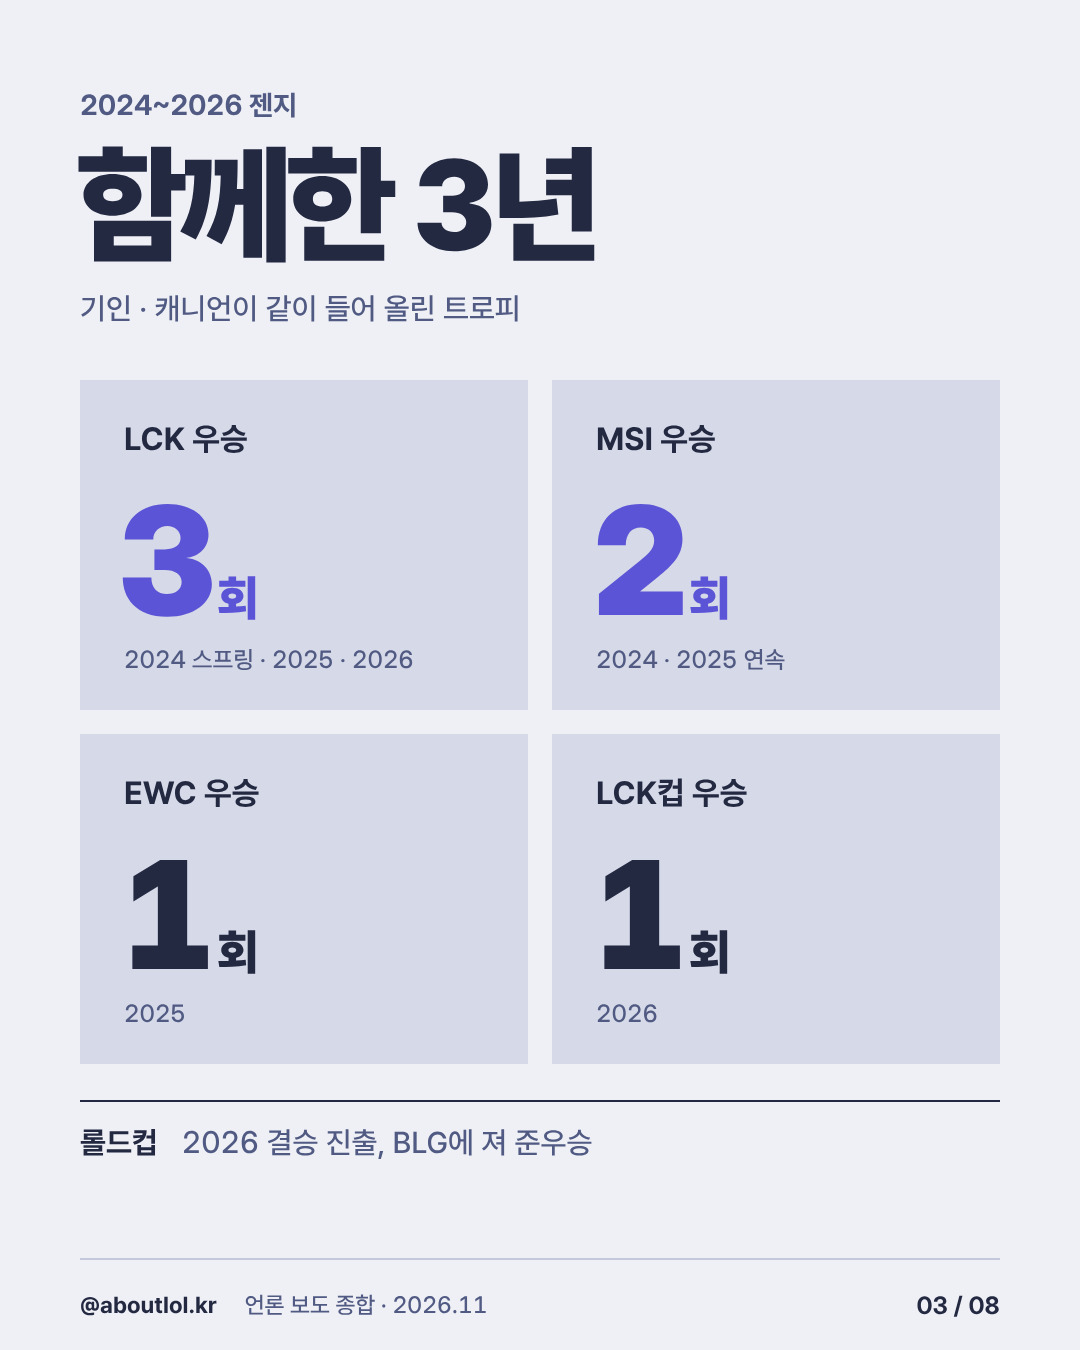 2024~2026 젠지
함께한 3년
기인 · 캐니언이 같이 들어 올린 트로피
LCK 우승
3회
2024 스프링 · 2025 · 2026
MSI 우승
2회
2024 · 2025 연속
EWC 우승
1회
2025
LCK컵 우승
1회
2026
롤드컵 2026 결승 진출, BLG에 져 준우승
@aboutlol.kr 언론 보도 종합 · 2026.11
03 / 08